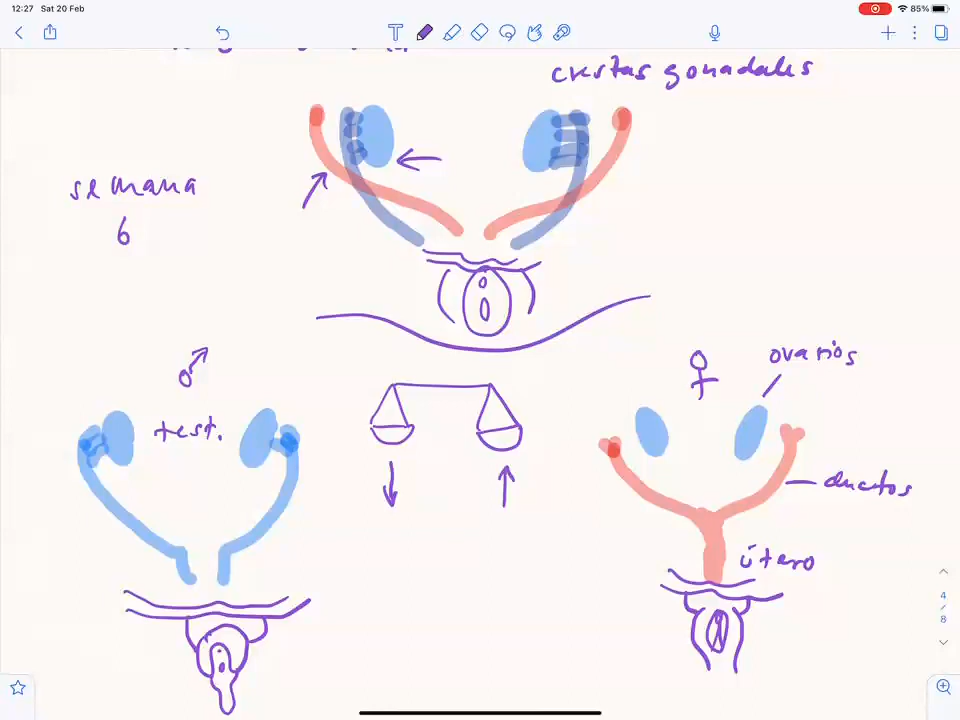 12:27 Sat 20 Feb
85%
crestas gonadales
semana
6
ovarios
test.
ductos
útero
4
/
8